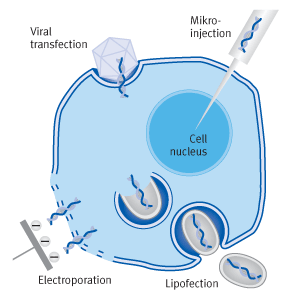 Viral
transfection
Mikro-
injection
Cell
nucleus
Electroporation
Lipofection